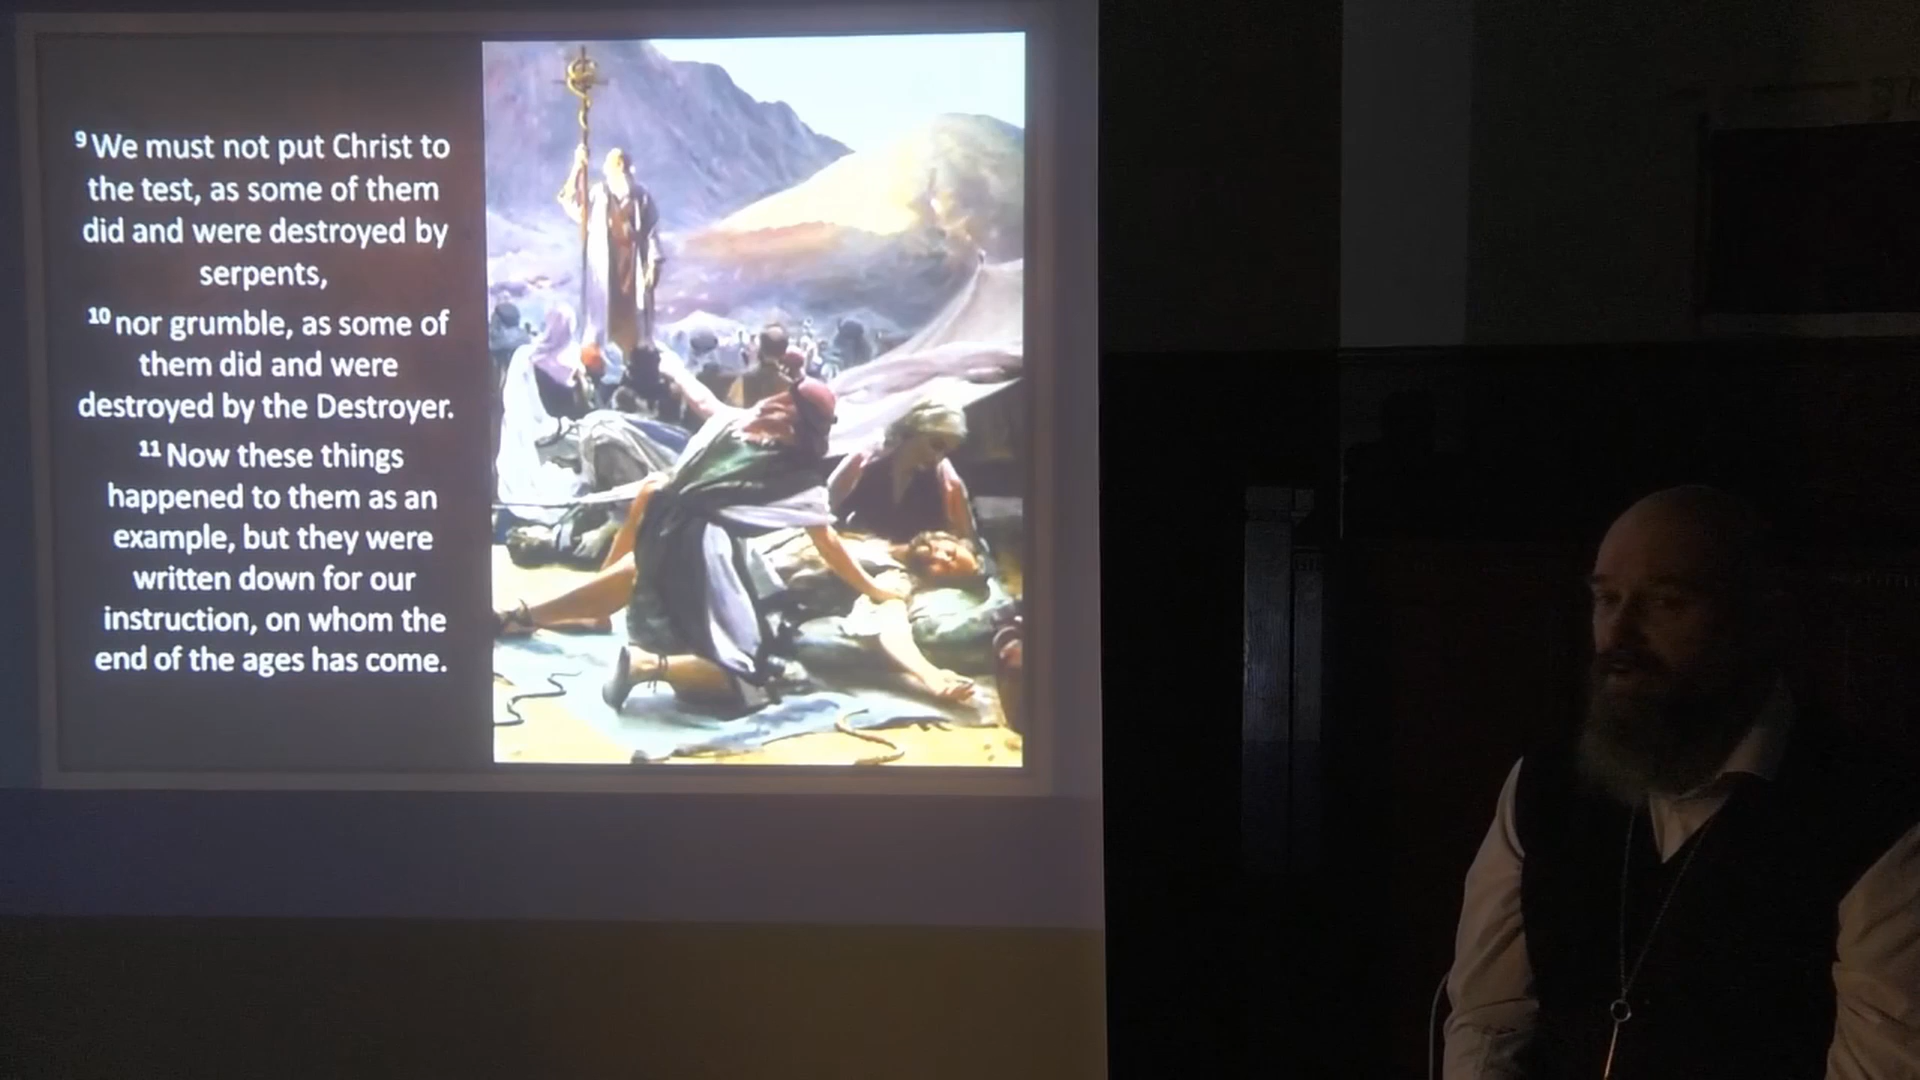 9 We must not put Christ to
the test, as some of them
did and were destroyed by
serpents,
10 nor grumble, as some of
them did and were
destroyed by the Destroyer.
11 Now these things
happened to them as an
example, but they were
written down for our
instruction, on whom the
end of the ages has come.